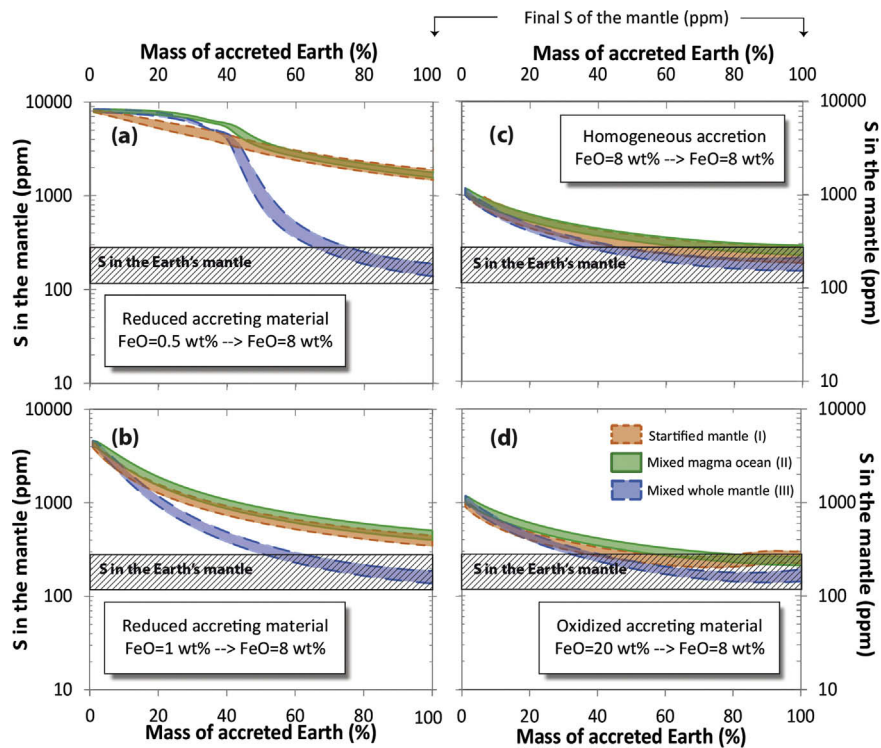 Final S of the mantle (ppm)
Mass of accreted Earth (%)
Mass of accreted Earth (%)
0 20 40 60 80 100
0 20 40 60 80 100
S in the mantle (ppm)
10000
1000
100
10
(a)
S in the Earth's mantle
Reduced accreting material
FeO=0.5 wt% --> FeO=8 wt%
(c)
Homogeneous accretion
FeO=8 wt% --> FeO=8 wt%
S in the Earth's mantle
10000
1000
100
10
S in the mantle (ppm)
S in the mantle (ppm)
10000
1000
100
10
(b)
S in the Earth's mantle
Reduced accreting material
FeO=1 wt% --> FeO=8 wt%
(d)
Startified mantle (I)
Mixed magma ocean (II)
Mixed whole mantle (III)
S in the Earth's mantle
Oxidized accreting material
FeO=20 wt% --> FeO=8 wt%
10000
1000
100
10
S in the mantle (ppm)
0 20 40 60 80 100
0 20 40 60 80 100
Mass of accreted Earth (%)
Mass of accreted Earth (%)